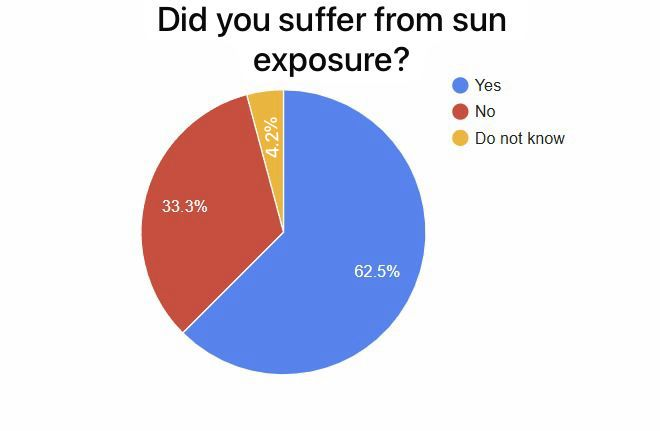 Did you suffer from sun
exposure?
Yes
No
Do not know
4.2%
33.3%
62.5%